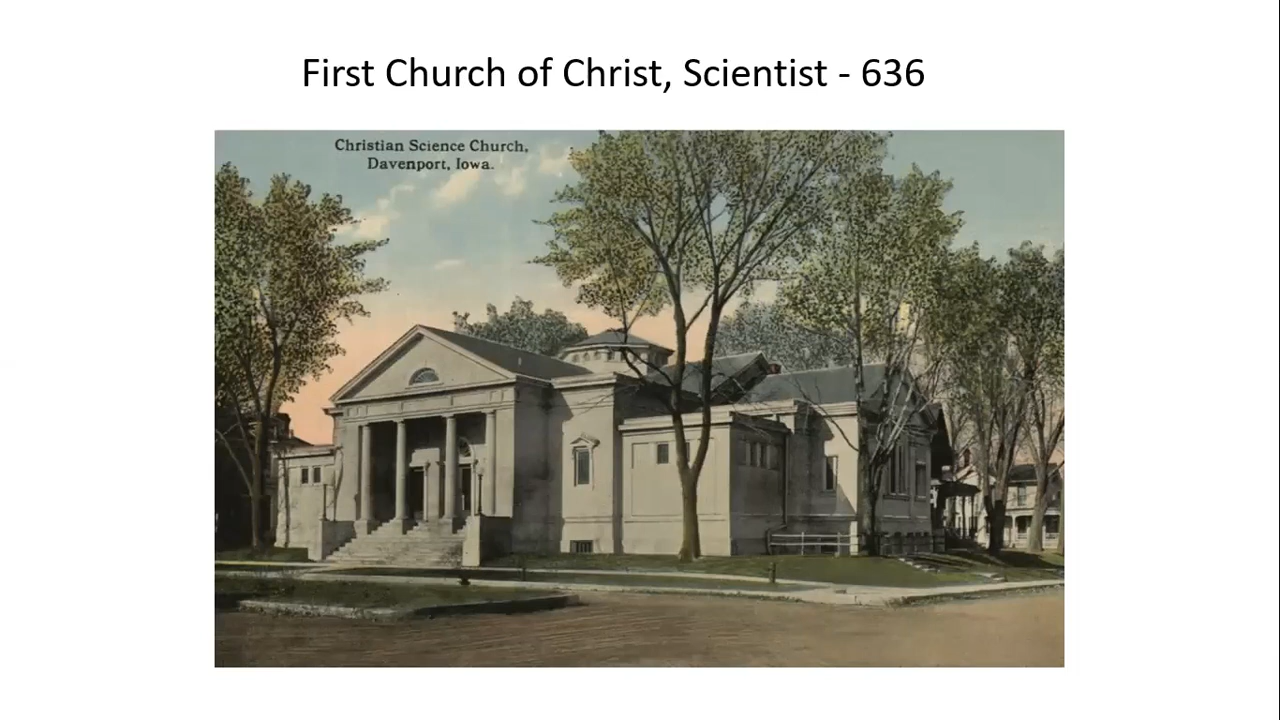 First Church of Christ, Scientist - 636
Christian Science Church,
Davenport, Iowa.